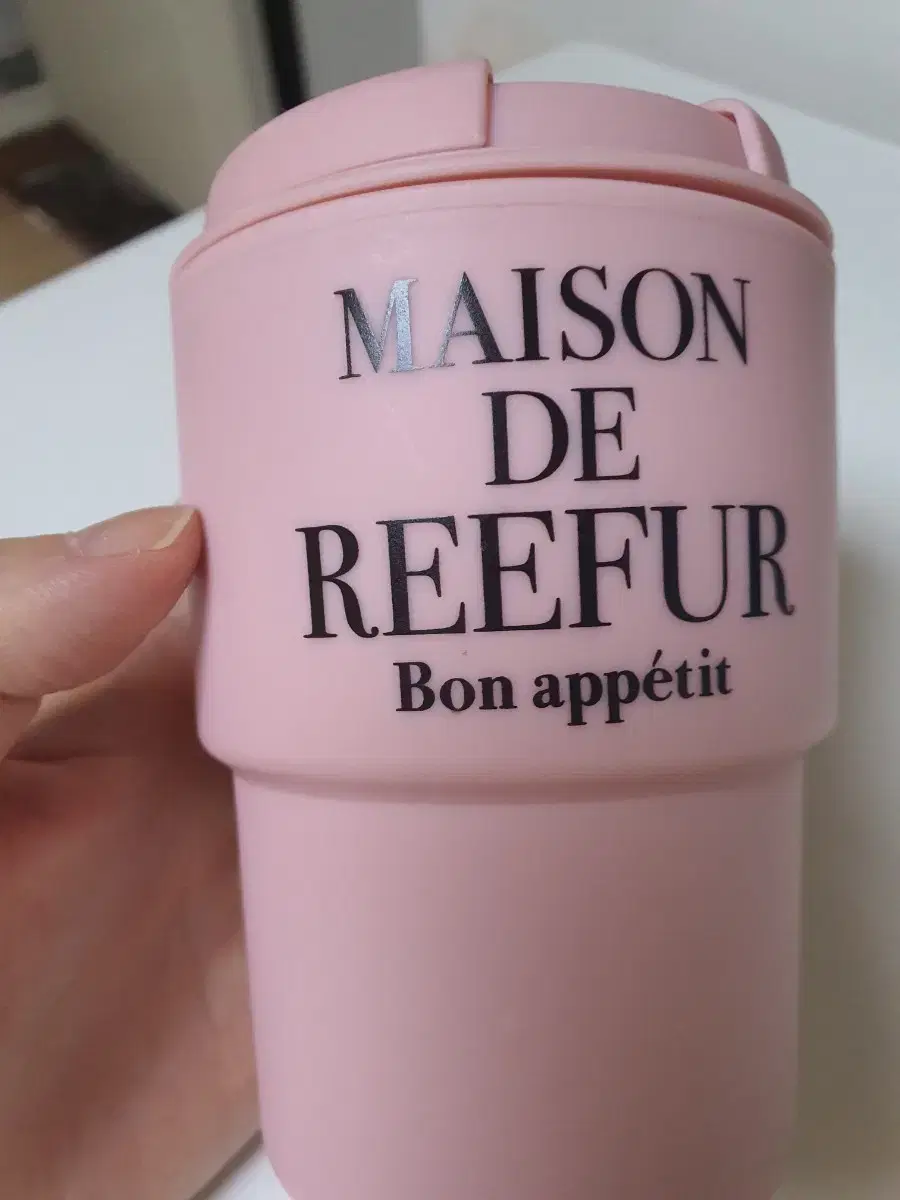 MAISON
DE
REEFUR
Bon appétit